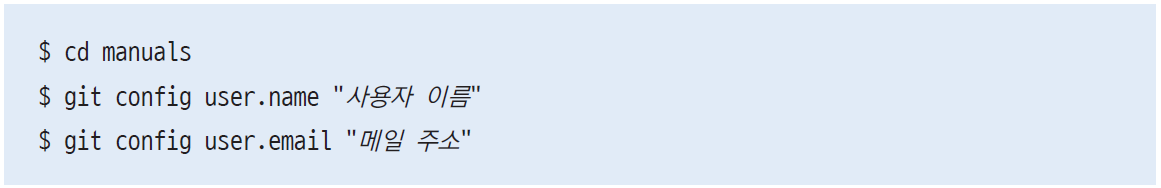 $ cd manuals
$ git config user.name "사용자 이름"
$ git config user.email "메일 주소"